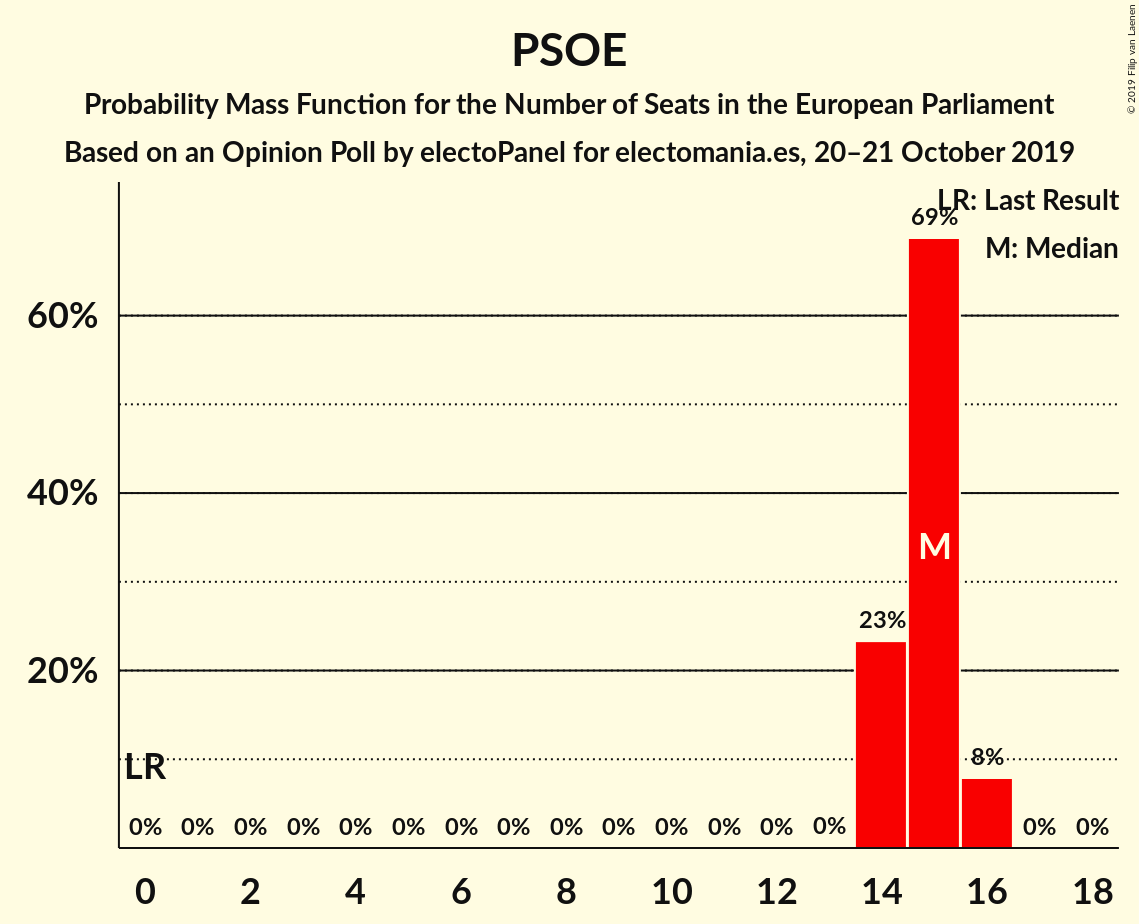 PSOE
Probability Mass Function for the Number of Seats in the European Parliament
Based on an Opinion Poll by electoPanel for electomania.es, 20–21 October 2019
© 2019 Filip van Laenen
LR: Last Result
M: Median
69%
60%
40%
M
23%
20%
LR
8%
0% 0% 0% 0% 0% 0% 0% 0% 0% 0% 0% 0% 0% 0% 0% 0%
0 2 4 6 8 10 12 14 16 18